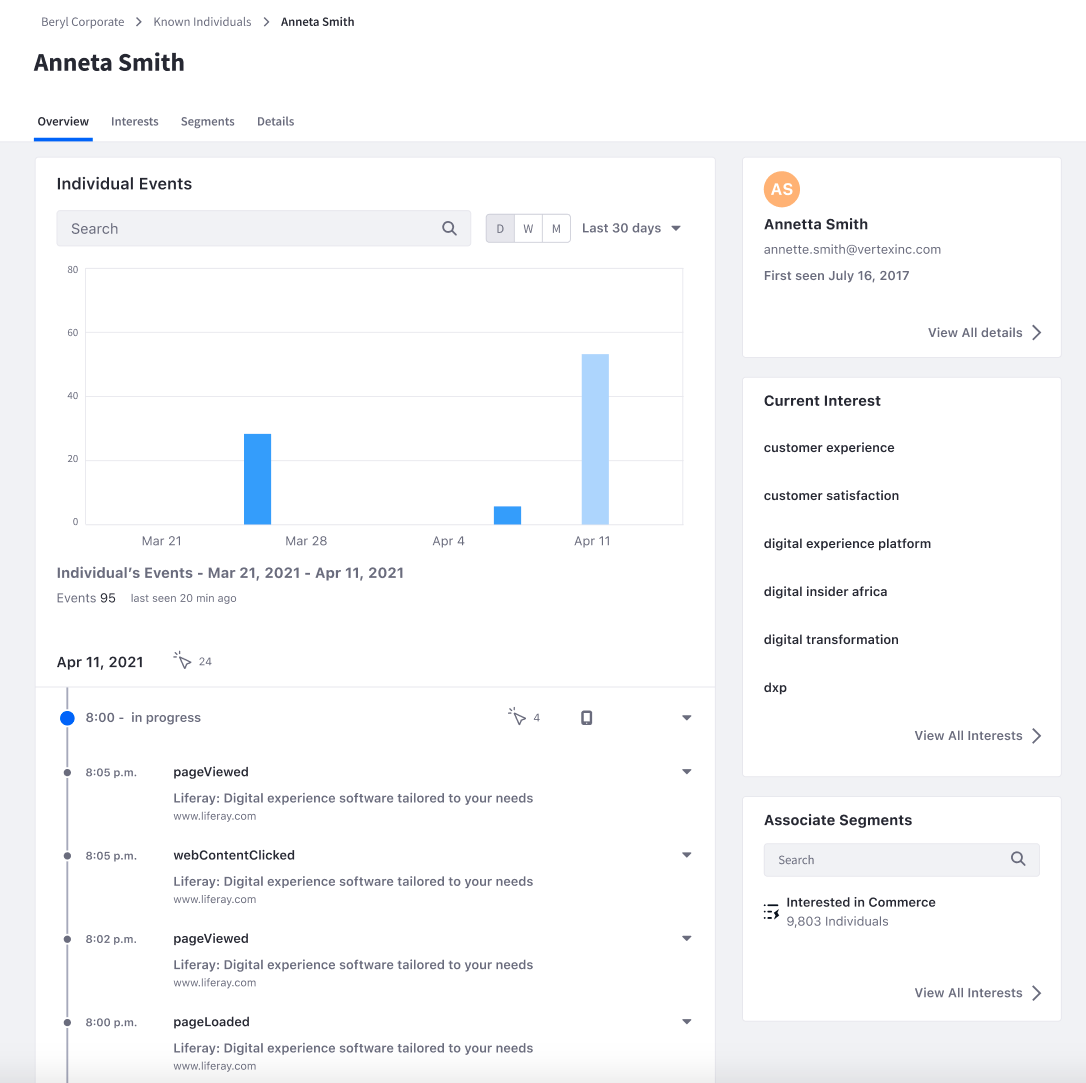 Beryl Corporate > Known Individuals > Anneta Smith
Anneta Smith
Overview Interests Segments Details
Individual Events
Search
D W M Last 30 days
80
60
40
20
0
Mar 21 Mar 28 Apr 4 Apr 11
Individual's Events - Mar 21, 2021 - Apr 11, 2021
Events 95 last seen 20 min ago
Apr 11, 2021 24
8:00 - in progress 4
8:05 p.m. pageViewed
Liferay: Digital experience software tailored to your needs
www.liferay.com
8:05 p.m. webContentClicked
Liferay: Digital experience software tailored to your needs
www.liferay.com
8:02 p.m. pageViewed
Liferay: Digital experience software tailored to your needs
www.liferay.com
8:00 p.m. pageLoaded
Liferay: Digital experience software tailored to your needs
www.liferay.com
AS
Annetta Smith
annette.smith@vertexinc.com
First seen July 16, 2017
View All details
Current Interest
customer experience
customer satisfaction
digital experience platform
digital insider africa
digital transformation
dxp
View All Interests
Associate Segments
Search
Interested in Commerce
9,803 Individuals
View All Interests